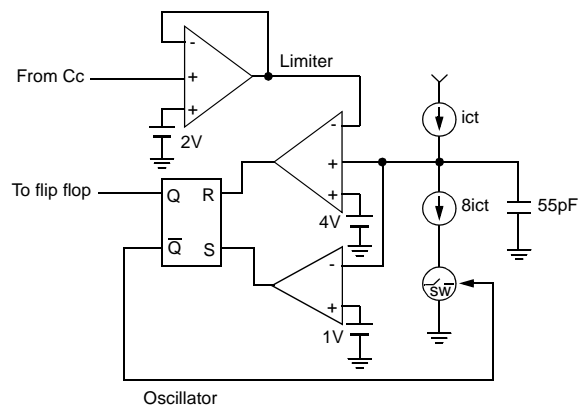 -
Limiter
From Cc
+
+
2V
-
ict
To flip flop
Q
R
+
+
4V
8ict
55pF
Q̅
S
-
+
1V
sw
Oscillator